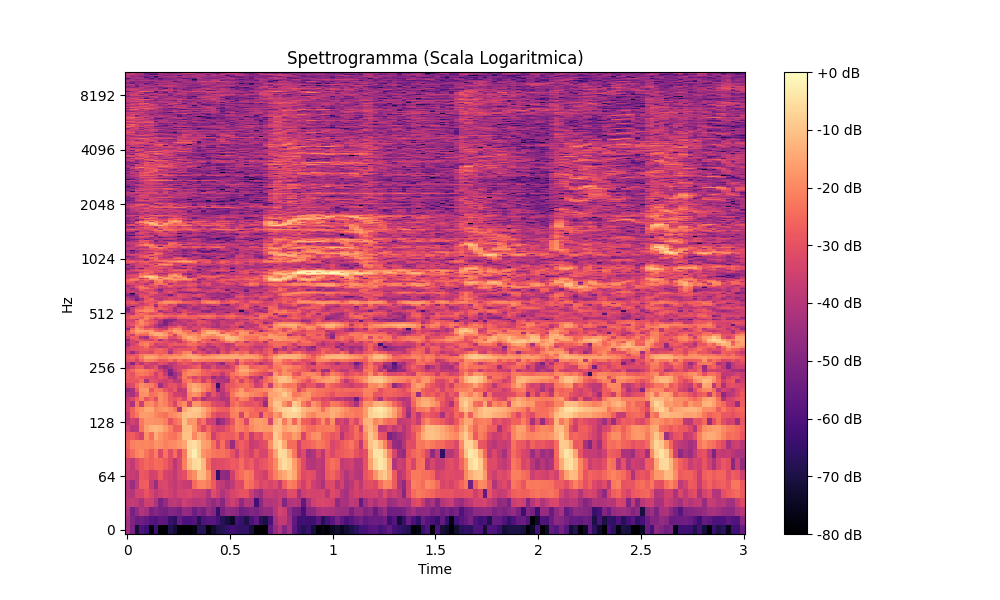 Spettrogramma (Scala Logaritmica)
Hz
8192
4096
2048
1024
512
256
128
64
0
0
0.5
1
1.5
2
2.5
3
Time
+0 dB
-10 dB
-20 dB
-30 dB
-40 dB
-50 dB
-60 dB
-70 dB
-80 dB